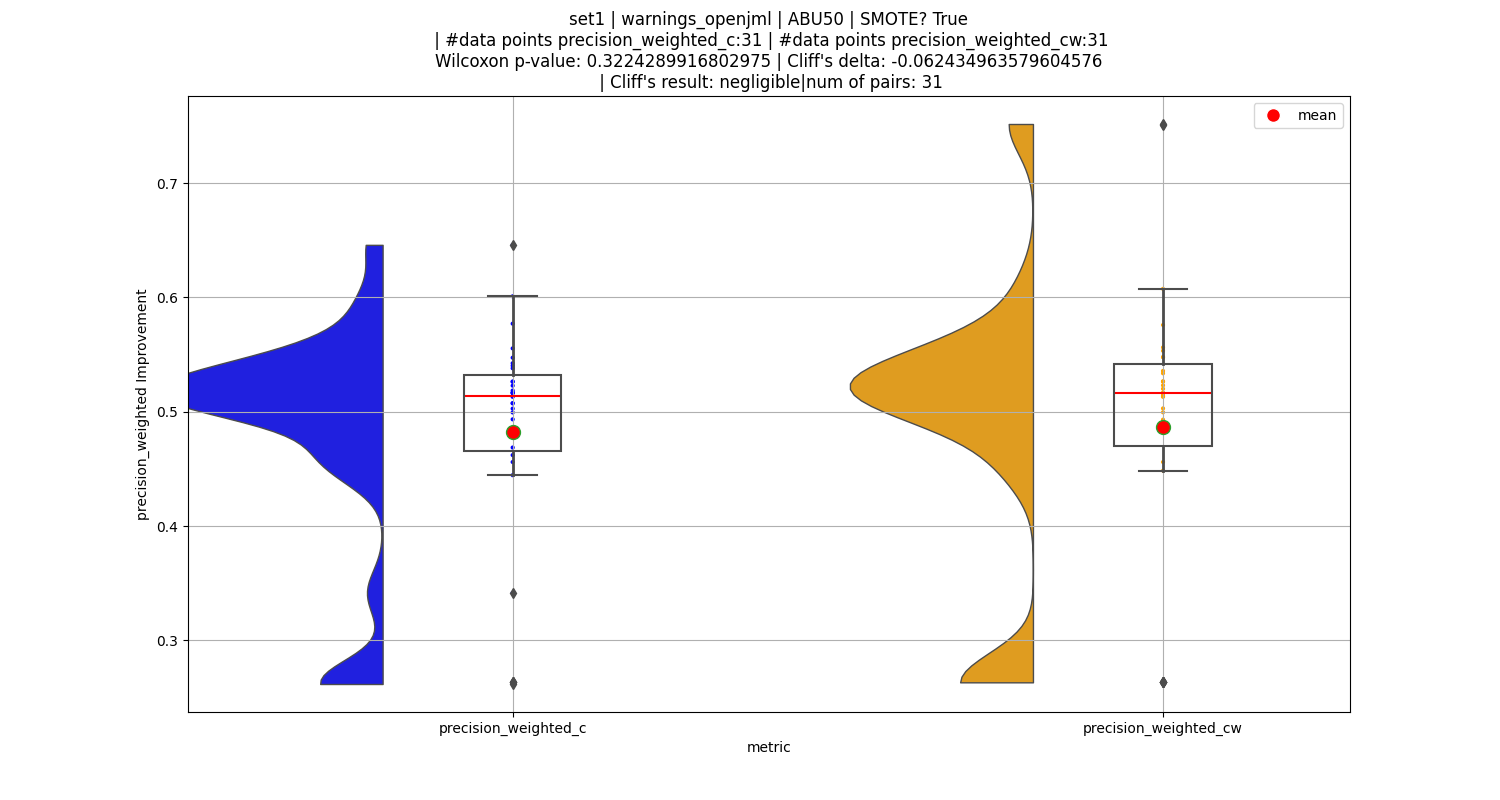 set1 | warnings_openjml | ABU50 | SMOTE? True
| #data points precision_weighted_c:31 | #data points precision_weighted_cw:31
Wilcoxon p-value: 0.3224289916802975 | Cliff's delta: -0.062434963579604576
| Cliff's result: negligible|num of pairs: 31
mean
0.7
0.6
0.5
0.4
0.3
precision_weighted Improvement
precision_weighted_c
precision_weighted_cw
metric